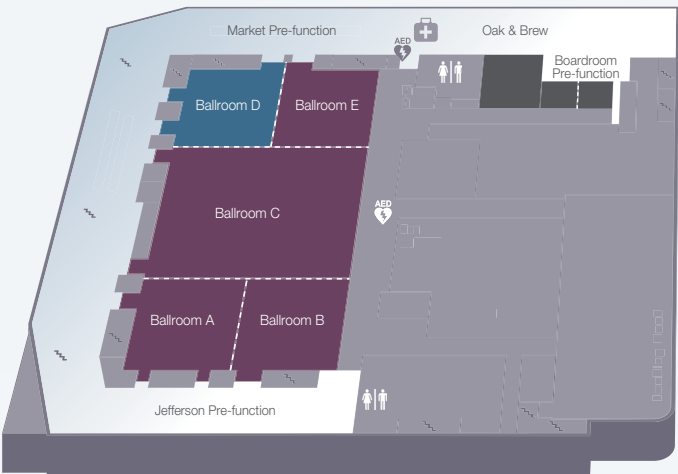 Market Pre-function
Oak & Brew
AED
Boardroom
Pre-function
Ballroom D
Ballroom E
AED
Ballroom C
Ballroom A
Ballroom B
Jefferson Pre-function